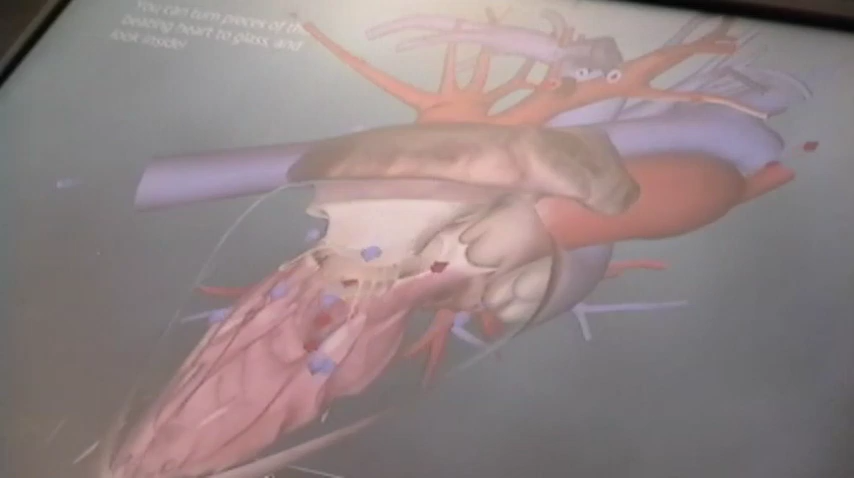 You can turn pieces of the
beating heart to glass, and
look inside!